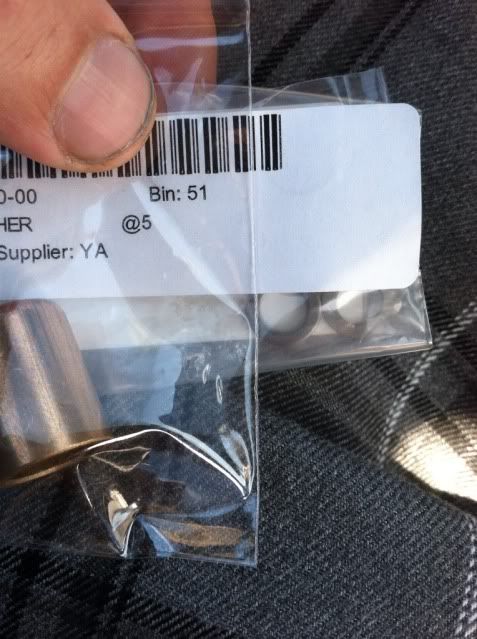 0-00 Bin: 51
HER @5
Supplier: YA